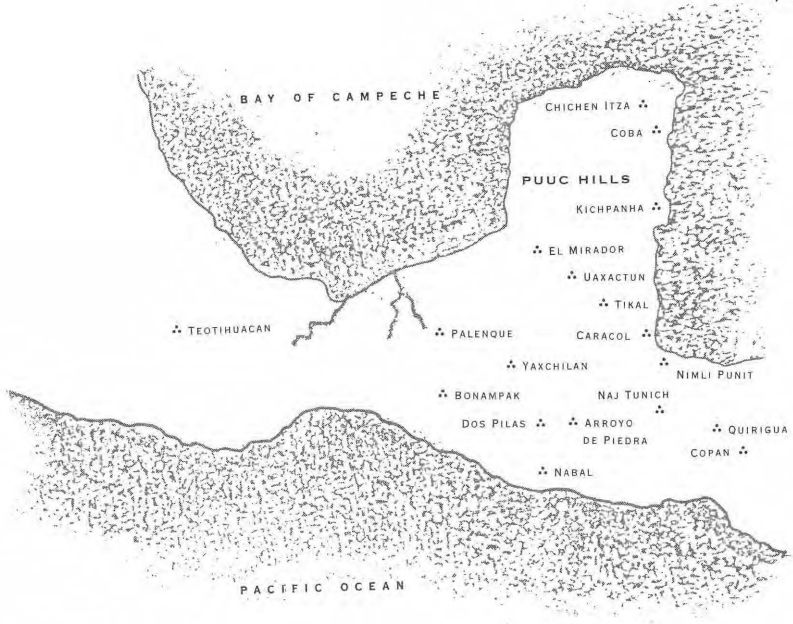 BAY OF CAMPECHE
CHICHEN ITZA
COBA
PUUC HILLS
KICHPANHA
EL MIRADOR
UAXACTUN
TIKAL
TEOTIHUACAN
PALENQUE
CARACOL
YAXCHILAN
NIMLI PUNIT
BONAMPAK
NAJ TUNICH
DOS PILAS
ARROYO
DE PIEDRA
QUIRIGUA
COPAN
NABAL
PACIFIC OCEAN